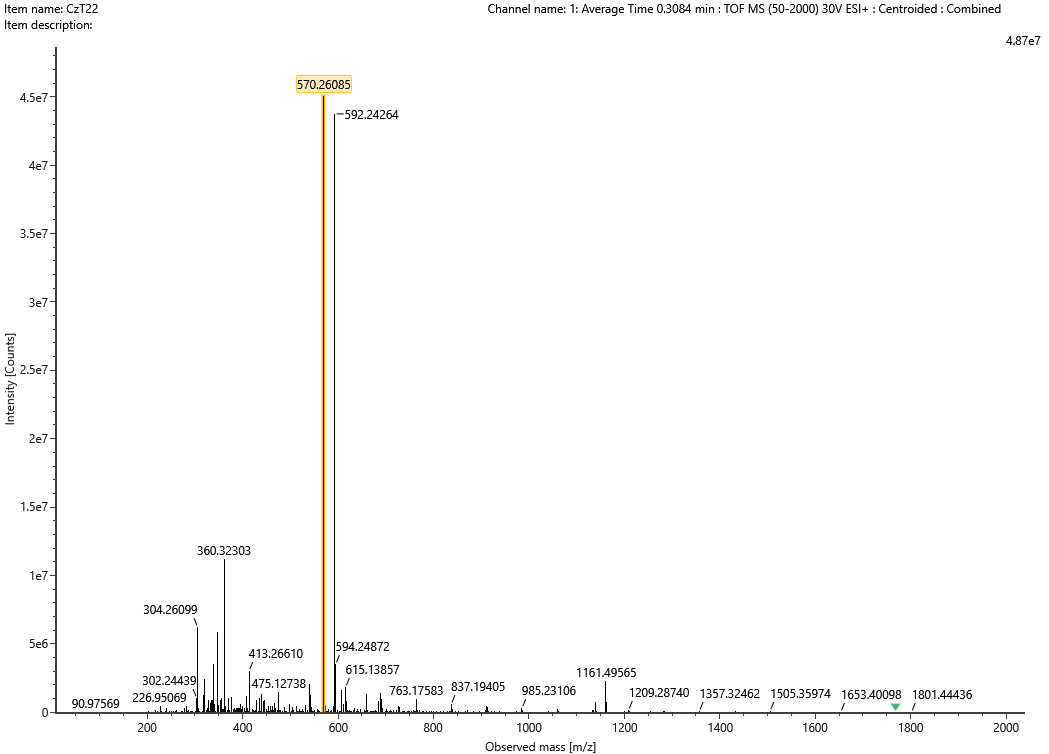 Item name: CzT22
Channel name: 1: Average Time 0.3084 min : TOF MS (50-2000) 30V ESI+ : Centroided : Combined
Item description:
4.87e7
570.26085
4.5e7
592.24264
4e7
3.5e7
3e7
Intensity [Counts]
2.5e7
2e7
1.5e7
360.32303
1e7
304.26099
594.24872
413.26610
5e6
615.13857
1161.49565
302.24439
475.12738
763.17583
837.19405
226.95069
985.23106
1209.28740
1357.32462
1505.35974
1653.40098
1801.44436
90.97569
0
200
400
600
800
1000
1200
1400
1600
1800
2000
Observed mass [m/z]